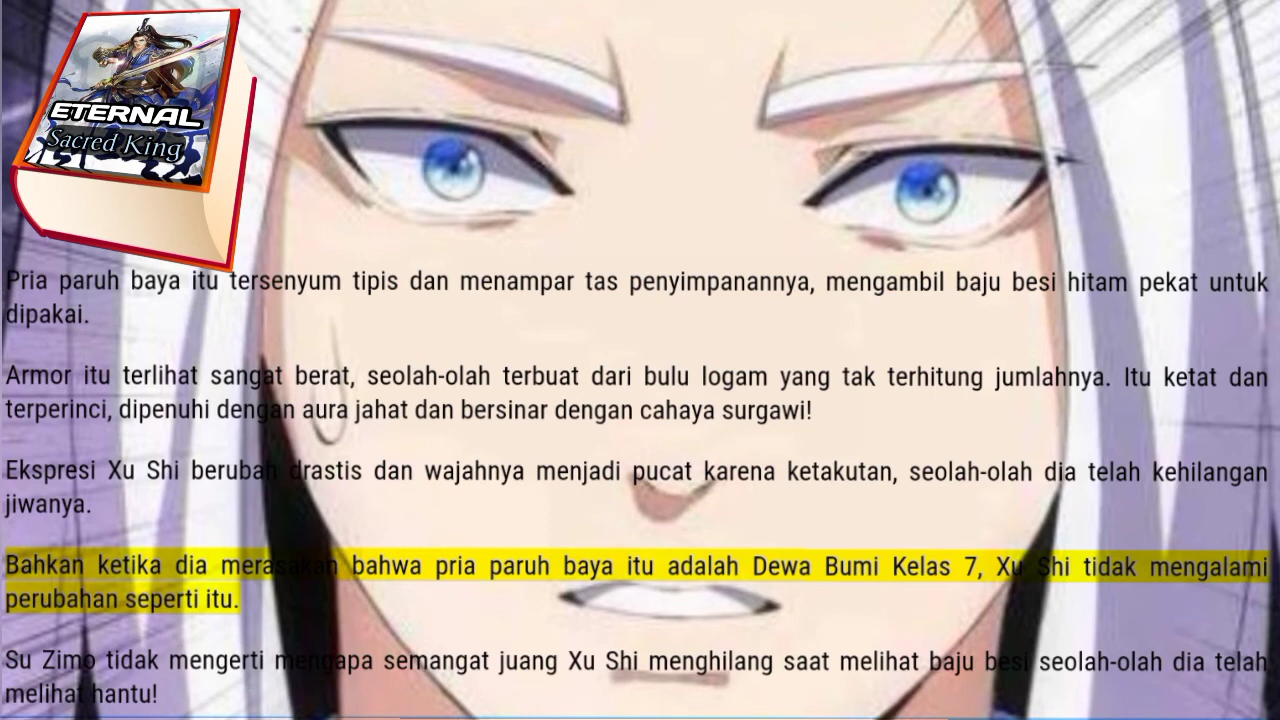 ETERNAL
Sacred King
Pria paruh baya itu tersenyum tipis dan menampar tas penyimpanannya, mengambil baju besi hitam pekat untuk
dipakai.
Armor itu terlihat sangat berat, seolah-olah terbuat dari bulu logam yang tak terhitung jumlahnya. Itu ketat dan
terperinci, dipenuhi dengan aura jahat dan bersinar dengan cahaya surgawi!
Ekspresi Xu Shi berubah drastis dan wajahnya menjadi pucat karena ketakutan, seolah-olah dia telah kehilangan
jiwanya.
Bahkan ketika dia merasakan bahwa pria paruh baya itu adalah Dewa Bumi Kelas 7, Xu Shi tidak mengalami
perubahan seperti itu.
Su Zimo tidak mengerti mengapa semangat juang Xu Shi menghilang saat melihat baju besi seolah-olah dia telah
melihat hantu!